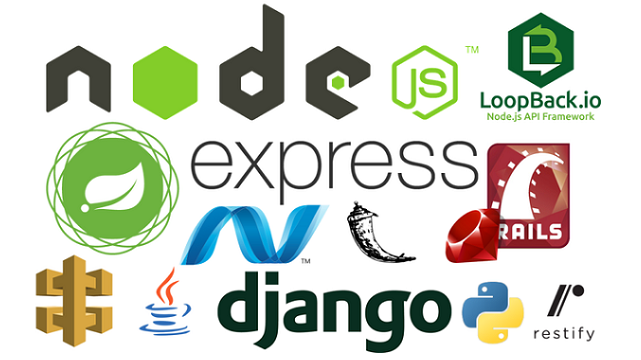 node
JS
TM
LoopBack.io
Node.js API Framework
express
RAILS
TM
django
restify